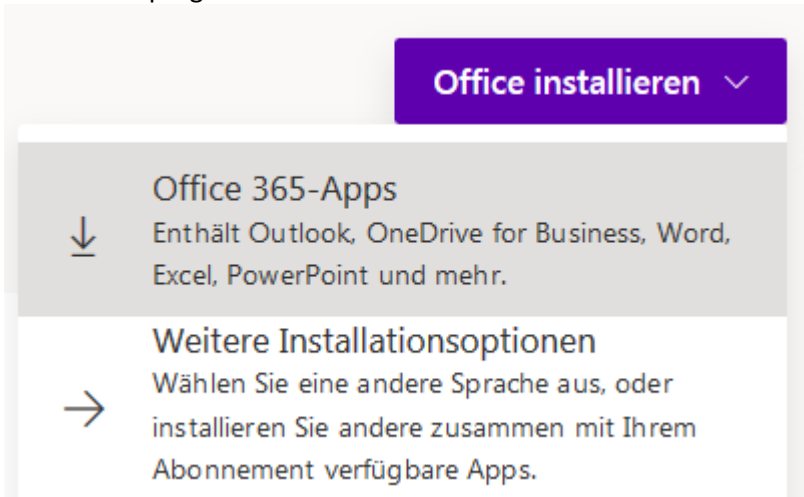 Office installieren
Office 365-Apps
Enthält Outlook, OneDrive for Business, Word,
Excel, PowerPoint und mehr.
Weitere Installationsoptionen
Wählen Sie eine andere Sprache aus, oder
installieren Sie andere zusammen mit Ihrem
Abonnement verfügbare Apps.